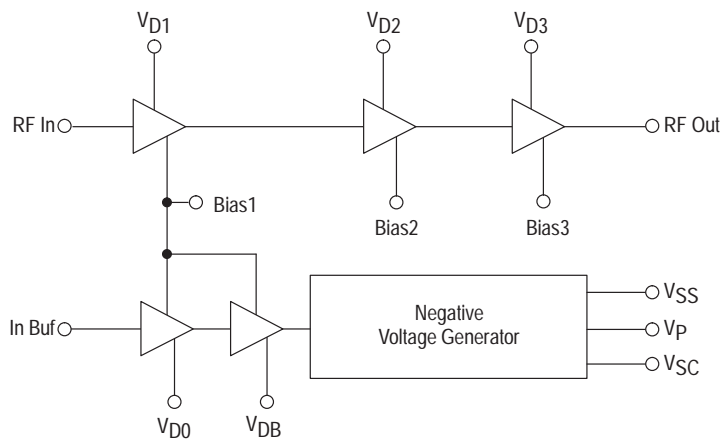 VD1
VD2
VD3
RF In
RF Out
Bias1
Bias2
Bias3
In Buf
Negative
Voltage Generator
VSS
VP
VSC
VD0
VDB